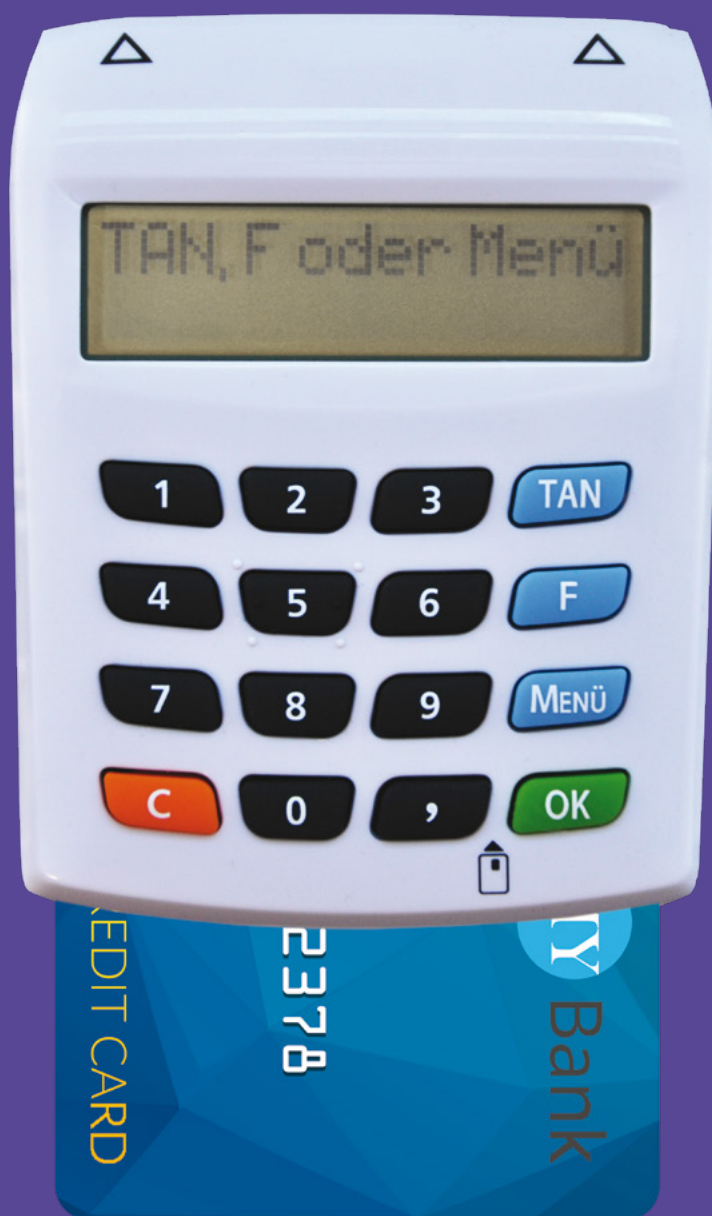 TAN, F oder Menü
1 2 3 TAN
4 5 6 F
7 8 9 MENÜ
C 0 , OK
EDIT CARD
2378
TY Bank